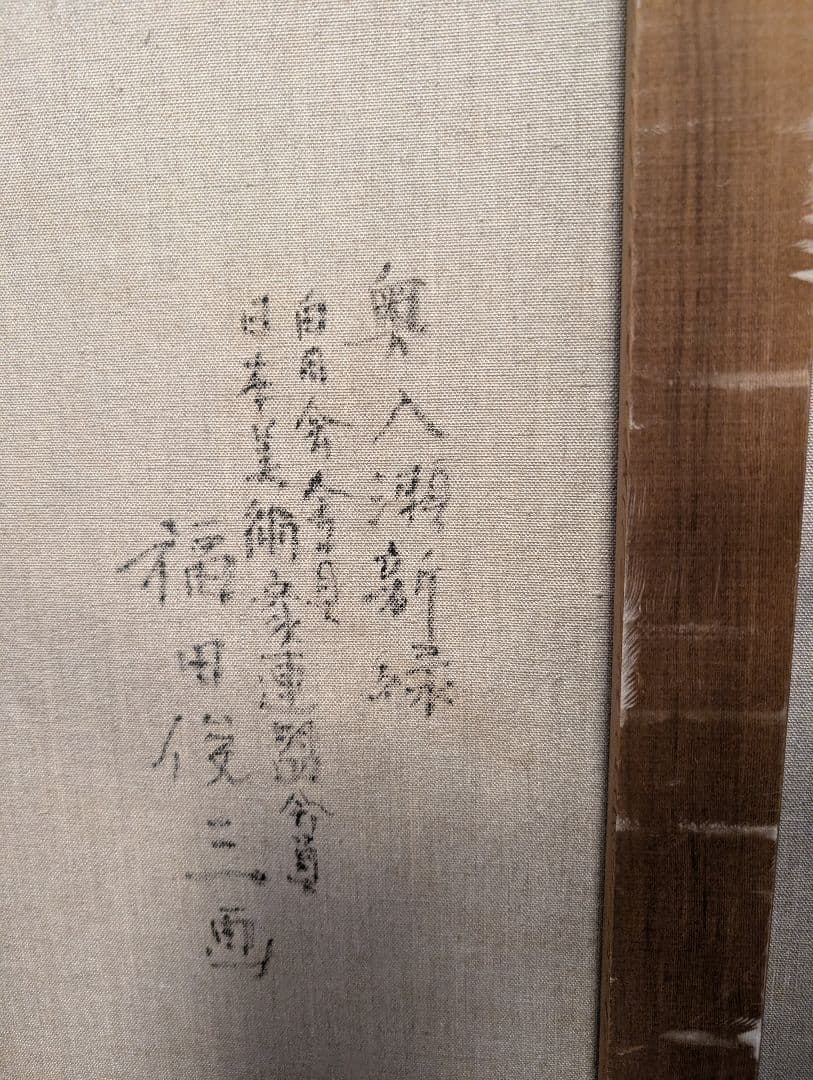 奥入瀬新緑
白日会会員
日本美術家連盟会員
福田俊三画